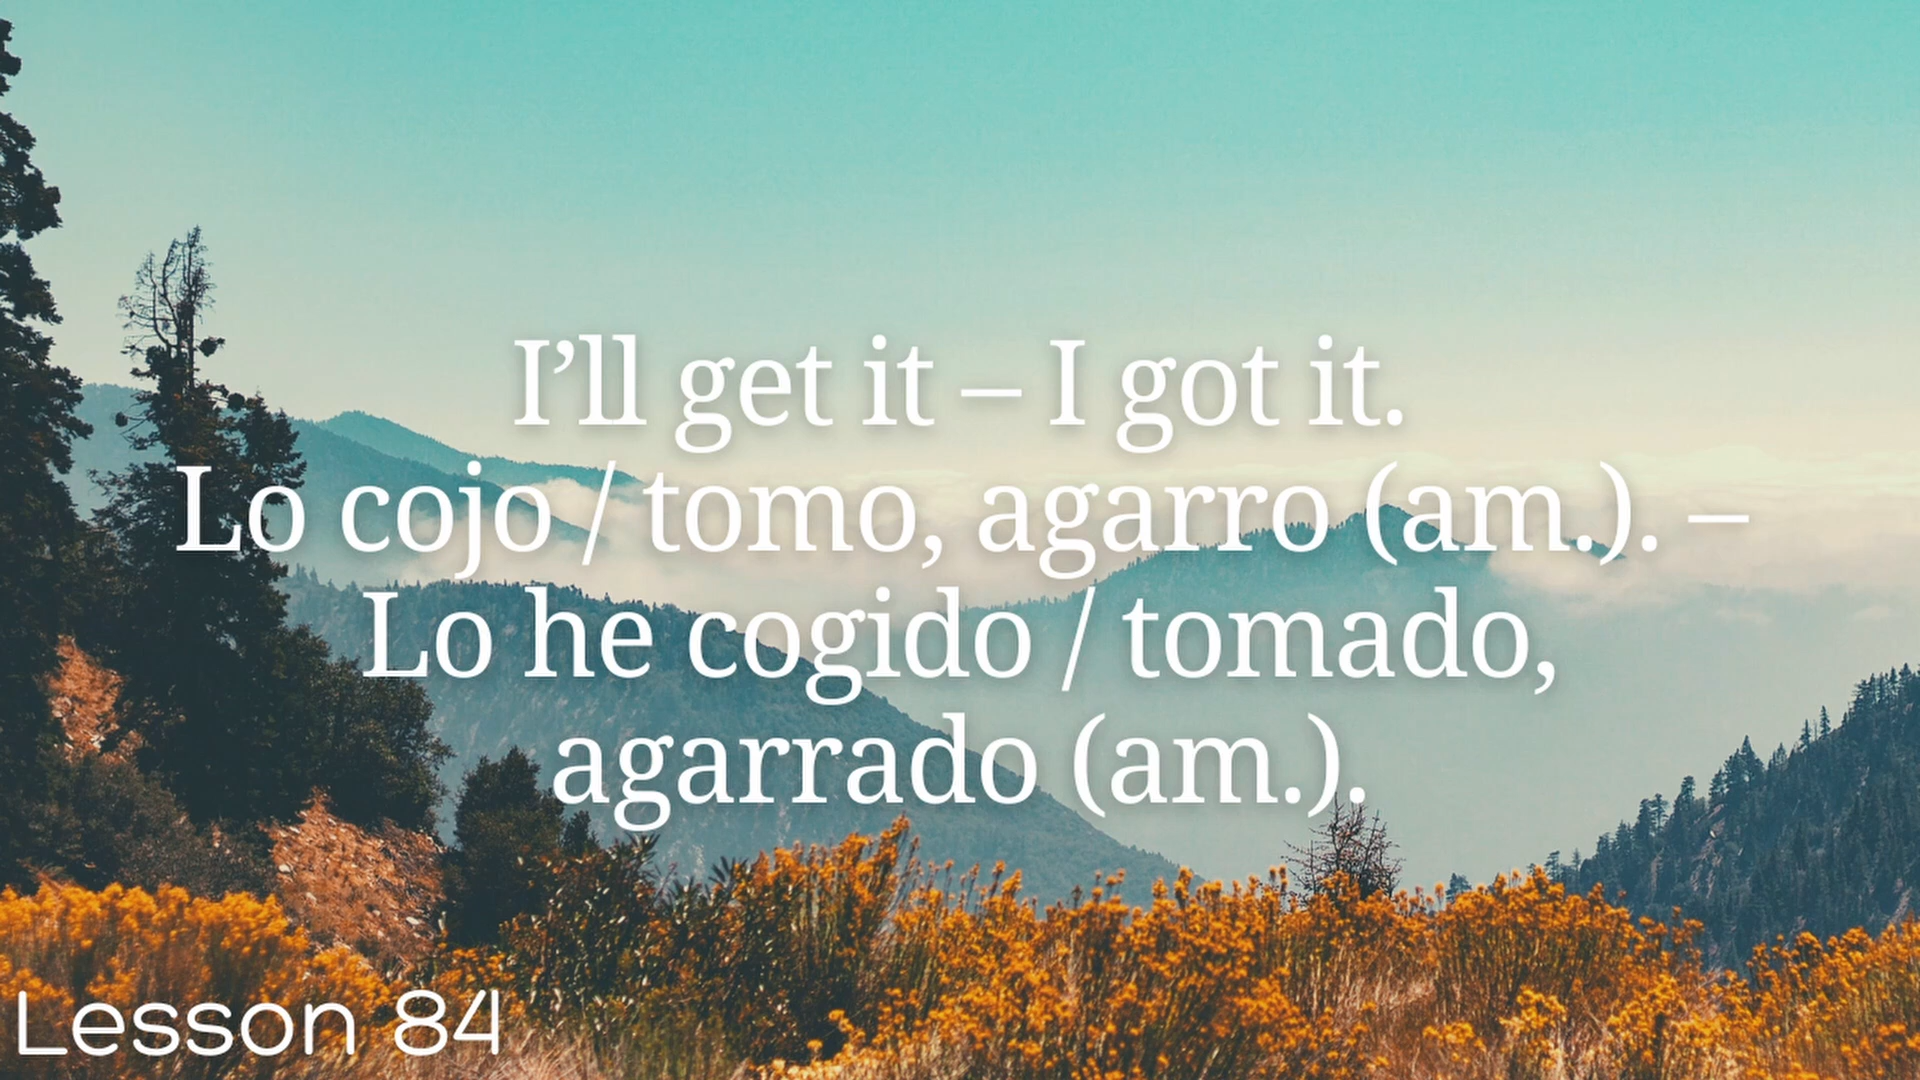 I’ll get it – I got it.
Lo cojo / tomo, agarro (am.). –
Lo he cogido / tomado,
agarrado (am.).
Lesson 84